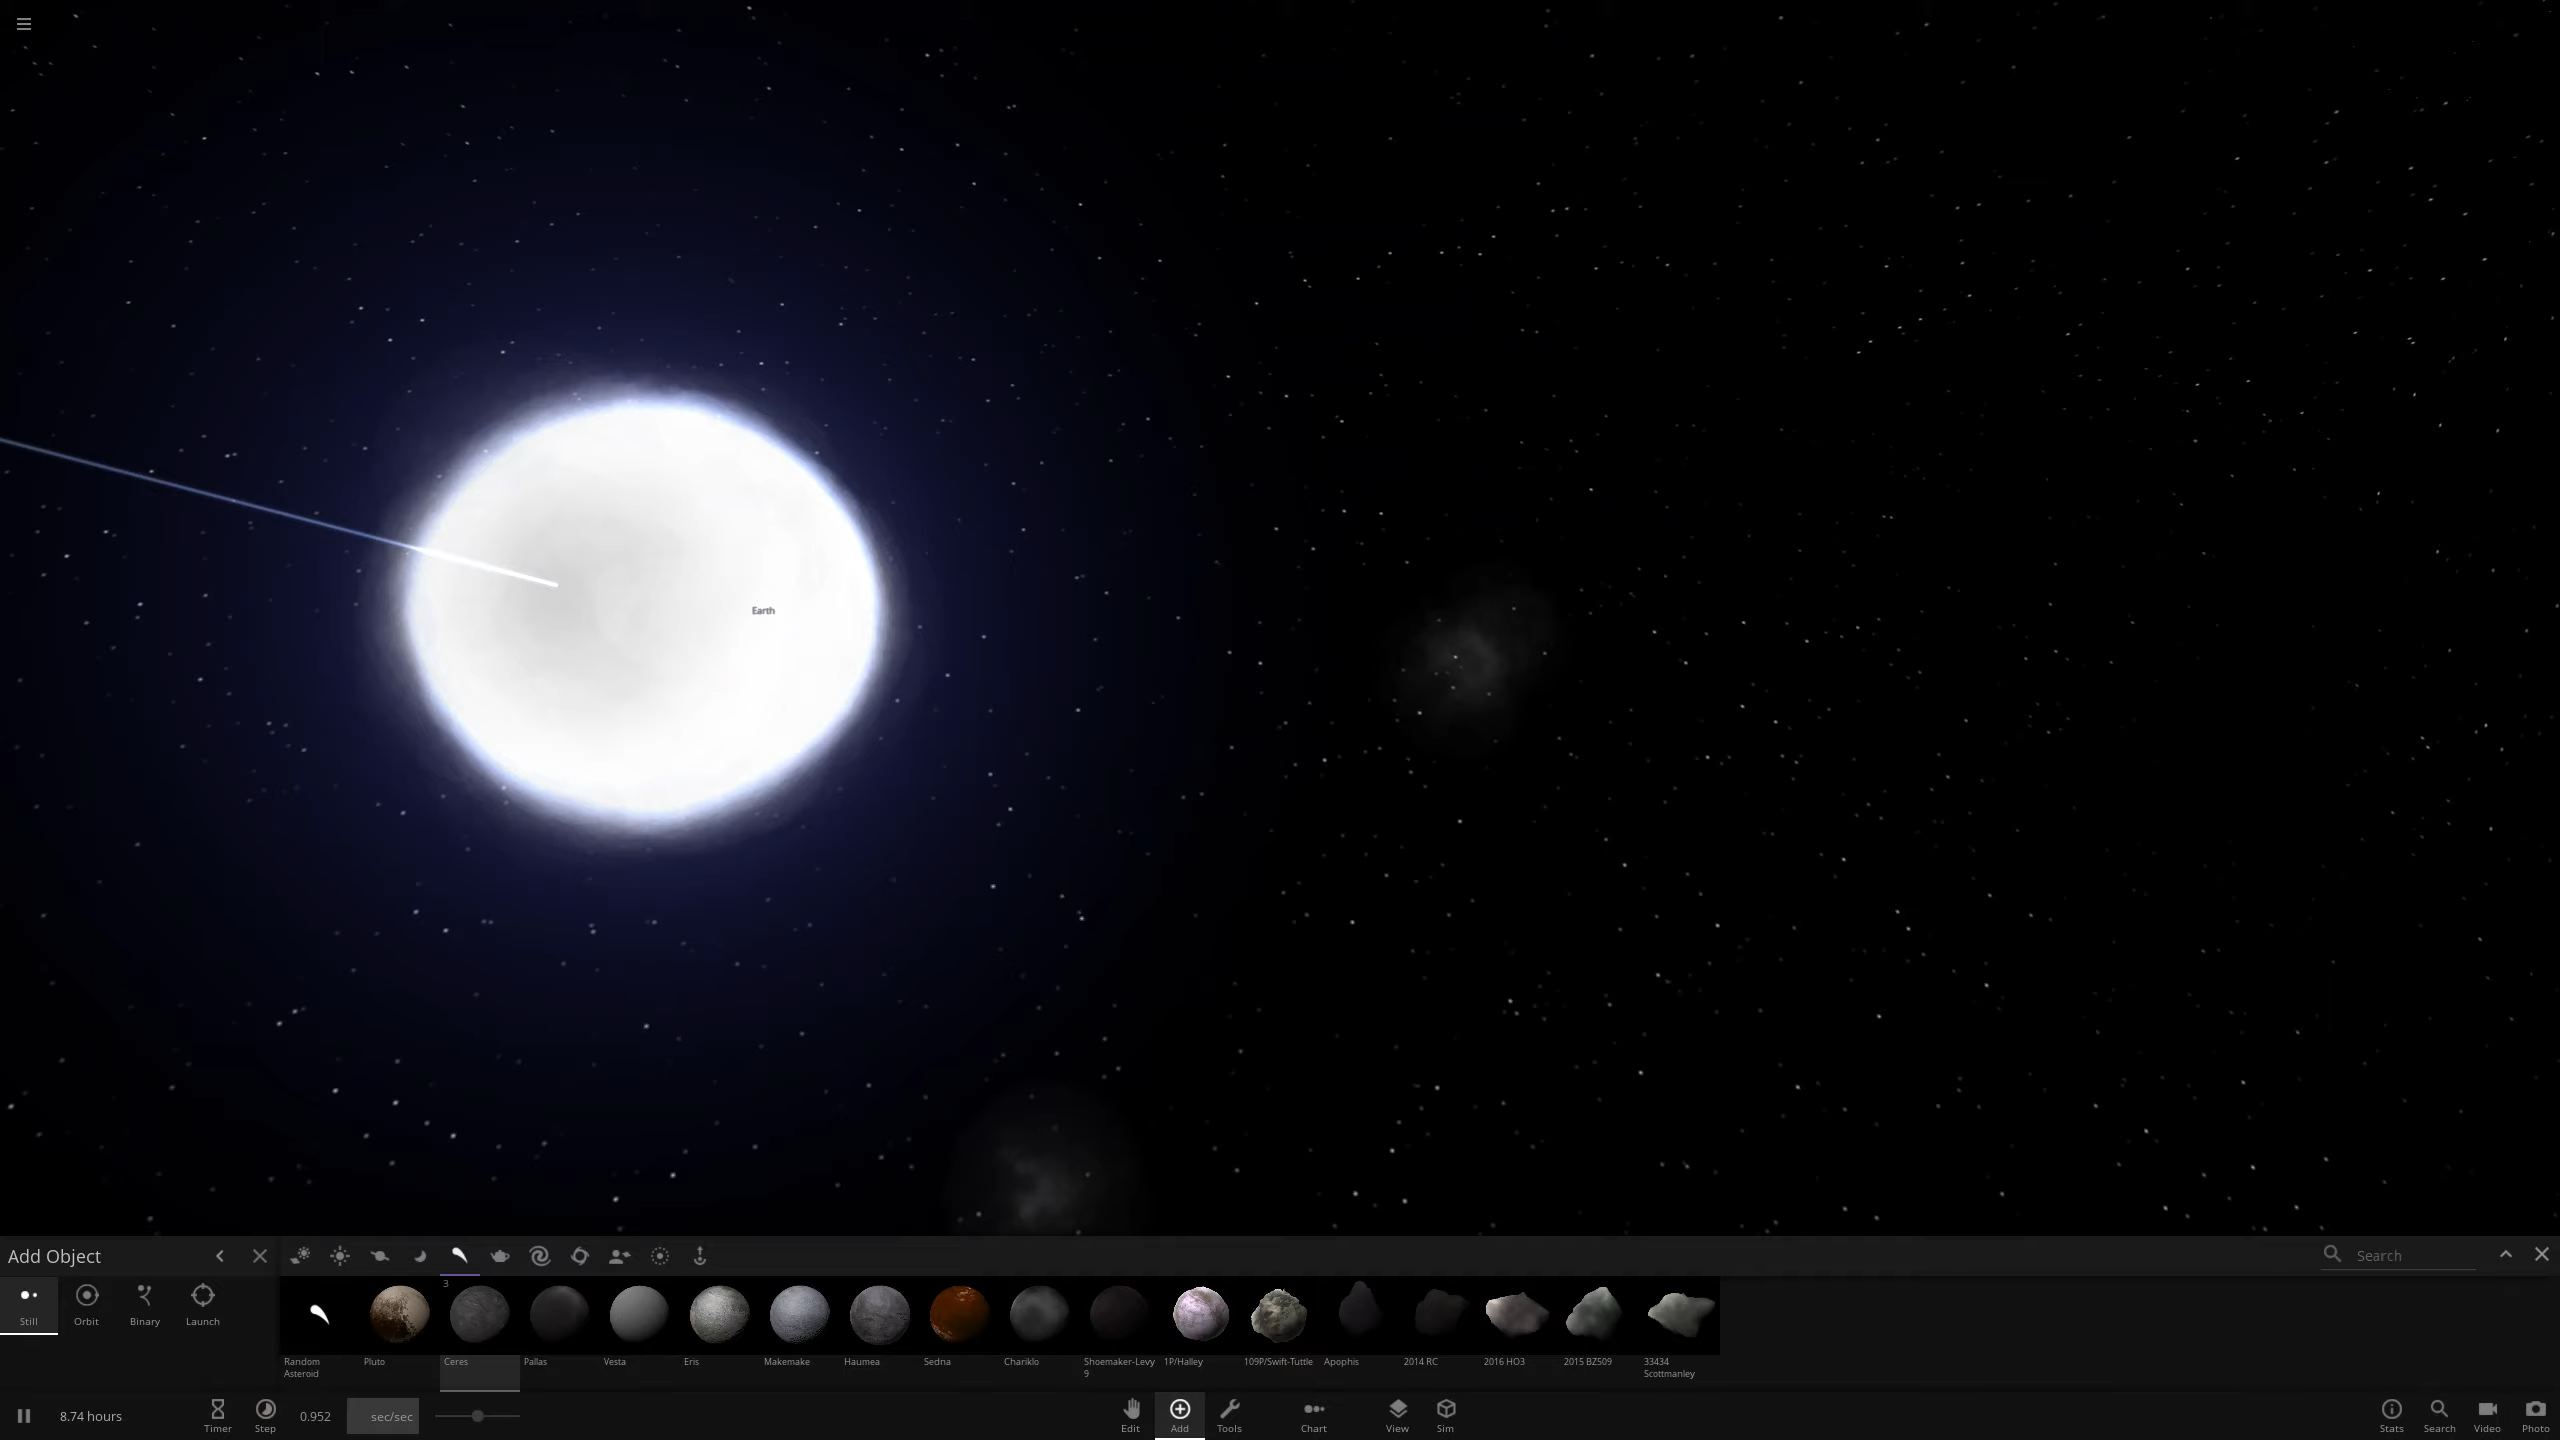 Earth
Add Object
Search
Still
Orbit
Binary
Launch
3
Random
Asteroid
Pluto
Ceres
Pallas
Vesta
Eris
Makemake
Haumea
Sedna
Chariklo
Shoemaker-Levy
9
1P/Halley
109P/Swift-Tuttle
Apophis
2014 RC
2016 HO3
2015 BZ509
33434
Scottmanley
8.74 hours
Timer
Step
0.952
sec/sec
Edit
Add
Tools
Chart
View
Sim
Stats
Search
Video
Photo